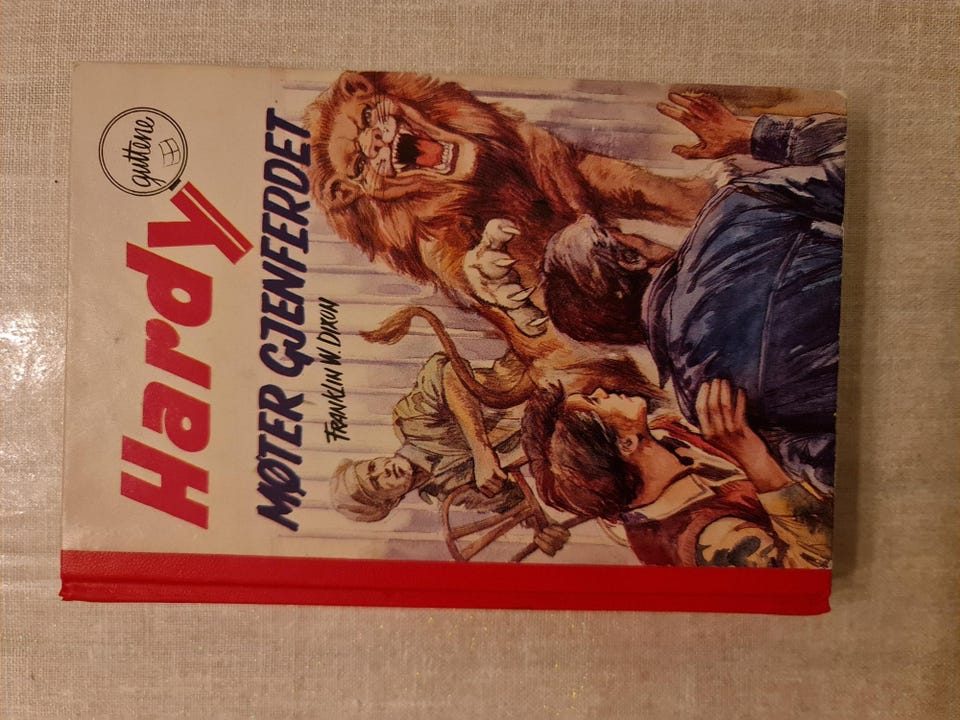 Hardy
guttene
MØTER GJENFERDET
FRANKLIN W. DIXON